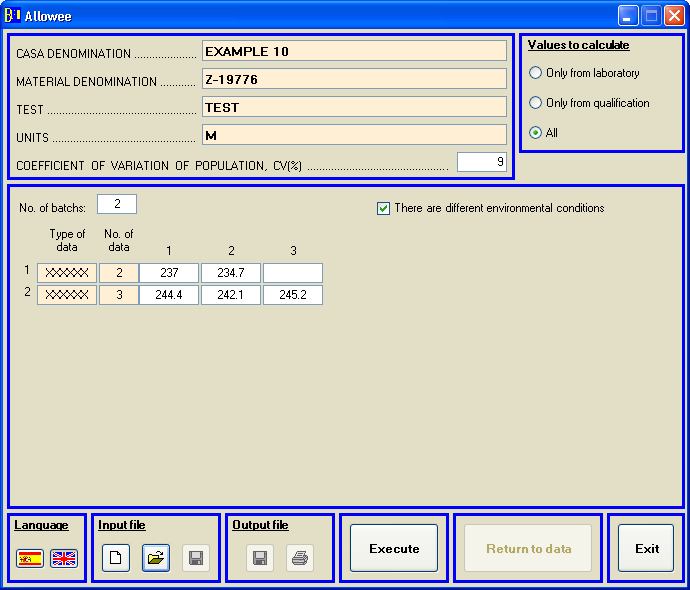 Allowee
CASA DENOMINATION ..................... EXAMPLE 10
MATERIAL DENOMINATION ............ Z-19776
TEST .................................................. TEST
UNITS ................................................ M
COEFFICIENT OF VARIATION OF POPULATION, CV(%) ............................................... 9
Values to calculate
Only from laboratory
Only from qualification
All
No. of batchs: 2
There are different environmental conditions
Type of data No. of data 1 2 3
1 XXXXXX 2 237 234.7
2 XXXXXX 3 244.4 242.1 245.2
Language
Input file
Output file
Execute
Return to data
Exit